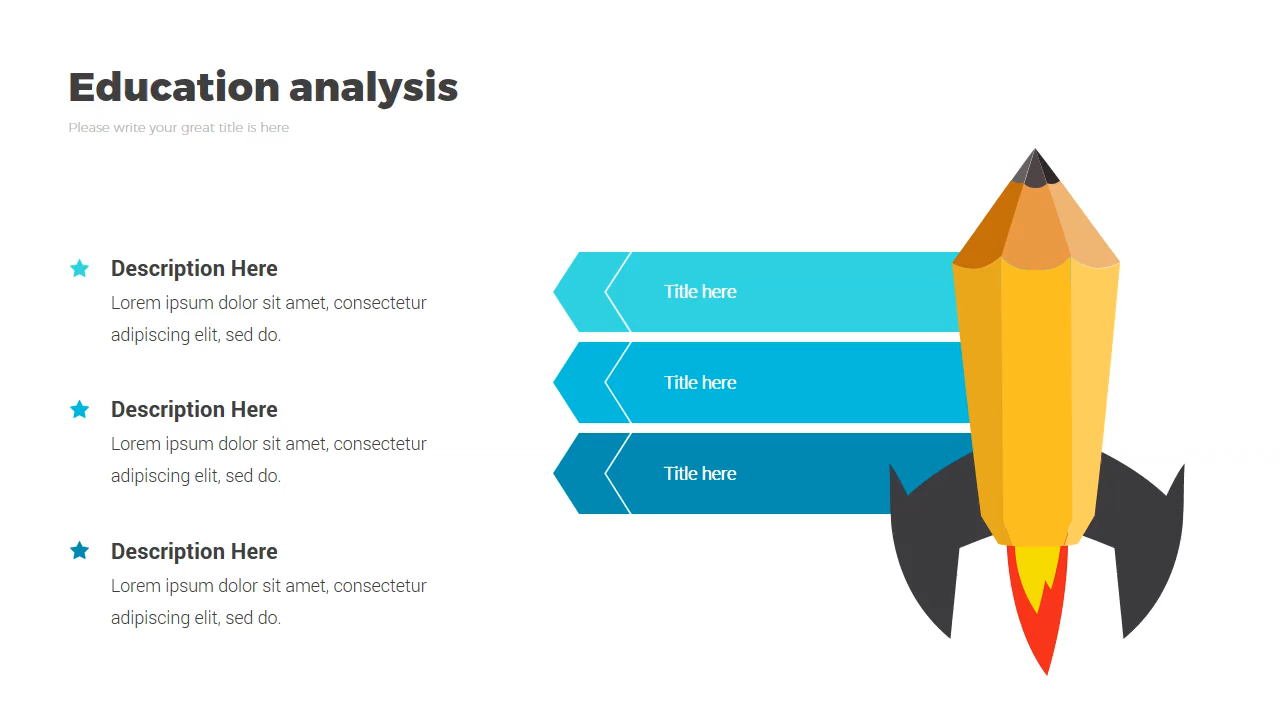 Education analysis
Please write your great title is here
Description Here
Lorem ipsum dolor sit amet, consectetur
adipiscing elit, sed do.
Description Here
Lorem ipsum dolor sit amet, consectetur
adipiscing elit, sed do.
Description Here
Lorem ipsum dolor sit amet, consectetur
adipiscing elit, sed do.
Title here
Title here
Title here